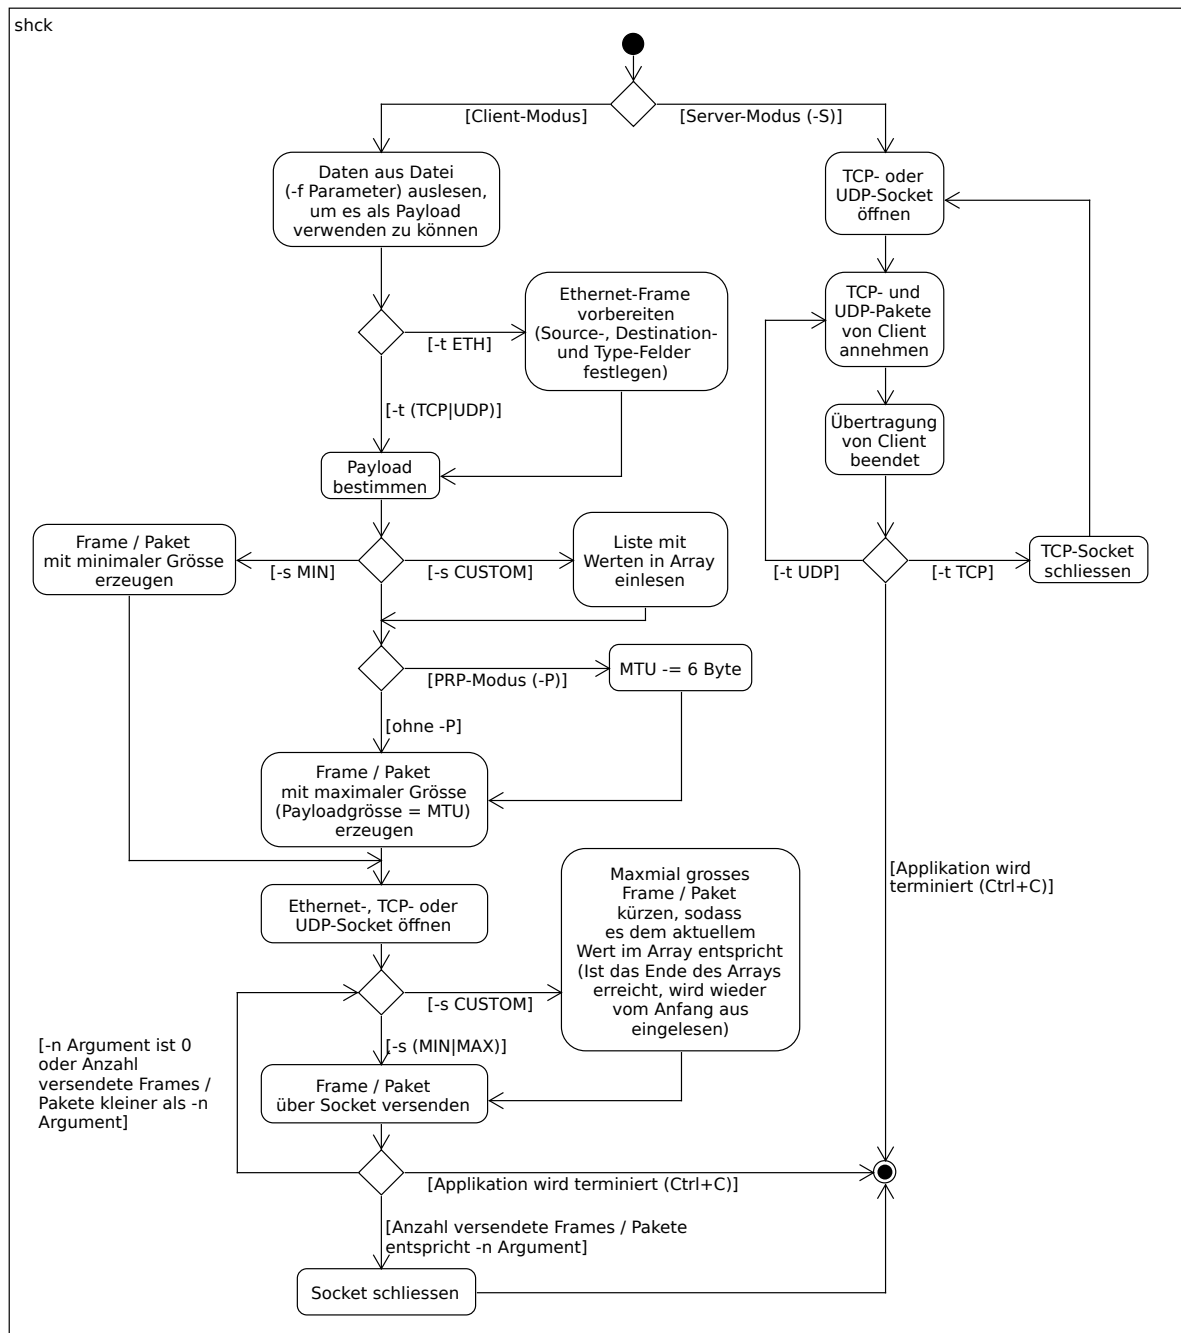 shck
[Client-Modus]
[Server-Modus (-S)]
Daten aus Datei
(-f Parameter) auslesen,
um es als Payload
verwenden zu können
TCP- oder
UDP-Socket
öffnen
Ethernet-Frame
vorbereiten
(Source-, Destination-
und Type-Felder
festlegen)
TCP- und
UDP-Pakete
von Client
annehmen
[-t ETH]
[-t (TCP|UDP)]
Übertragung
von Client
beendet
Payload
bestimmen
Frame / Paket
mit minimaler Grösse
erzeugen
[-s MIN]
[-s CUSTOM]
Liste mit
Werten in Array
einlesen
[-t UDP]
[-t TCP]
TCP-Socket
schliessen
[PRP-Modus (-P)]
MTU -= 6 Byte
[ohne -P]
Frame / Paket
mit maximaler Grösse
(Payloadgrösse = MTU)
erzeugen
[Applikation wird
terminiert (Ctrl+C)]
Ethernet-, TCP- oder
UDP-Socket öffnen
Maxmial grosses
Frame / Paket
kürzen, sodass
es dem aktuellem
Wert im Array entspricht
(Ist das Ende des Arrays
erreicht, wird wieder
vom Anfang aus
eingelesen)
[-s CUSTOM]
[-s (MIN|MAX)]
[-n Argument ist 0
oder Anzahl
versendete Frames /
Pakete kleiner als -n
Argument]
Frame / Paket
über Socket versenden
[Applikation wird terminiert (Ctrl+C)]
[Anzahl versendete Frames / Pakete
entspricht -n Argument]
Socket schliessen